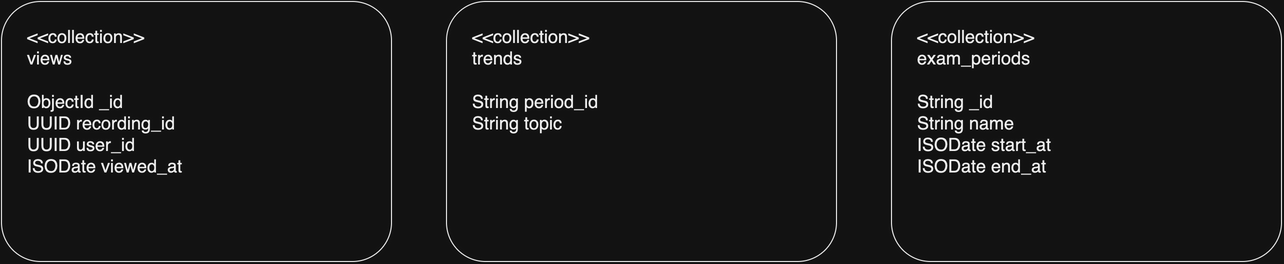 <<collection>>
views
ObjectId _id
UUID recording_id
UUID user_id
ISODate viewed_at
<<collection>>
trends
String period_id
String topic
<<collection>>
exam_periods
String _id
String name
ISODate start_at
ISODate end_at